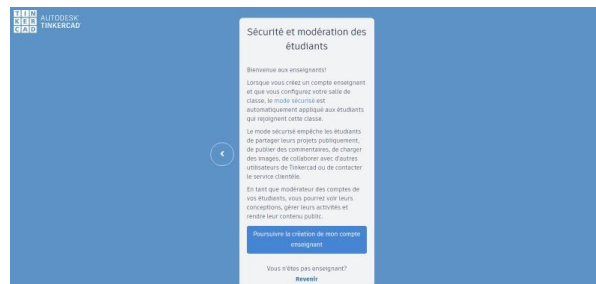 TIN
KER
CAD
AUTODESK
TINKERCAD
Sécurité et modération des
étudiants
Bienvenue aux enseignants!
Lorsque vous créez un compte enseignant
et que vous configurez votre salle de
classe, le mode sécurisé est
automatiquement appliqué aux étudiants
qui rejoignent cette classe.
Le mode sécurisé empêche les étudiants
de partager leurs projets publiquement,
de publier des commentaires, de charger
des images, de collaborer avec d'autres
utilisateurs de Tinkercad ou de contacter
le service clientèle.
En tant que modérateur des comptes de
vos étudiants, vous pourrez voir leurs
conceptions, gérer leurs activités et
rendre leur contenu public.
Poursuivre la création de mon compte
enseignant
Vous n'êtes pas enseignant?
Revenir